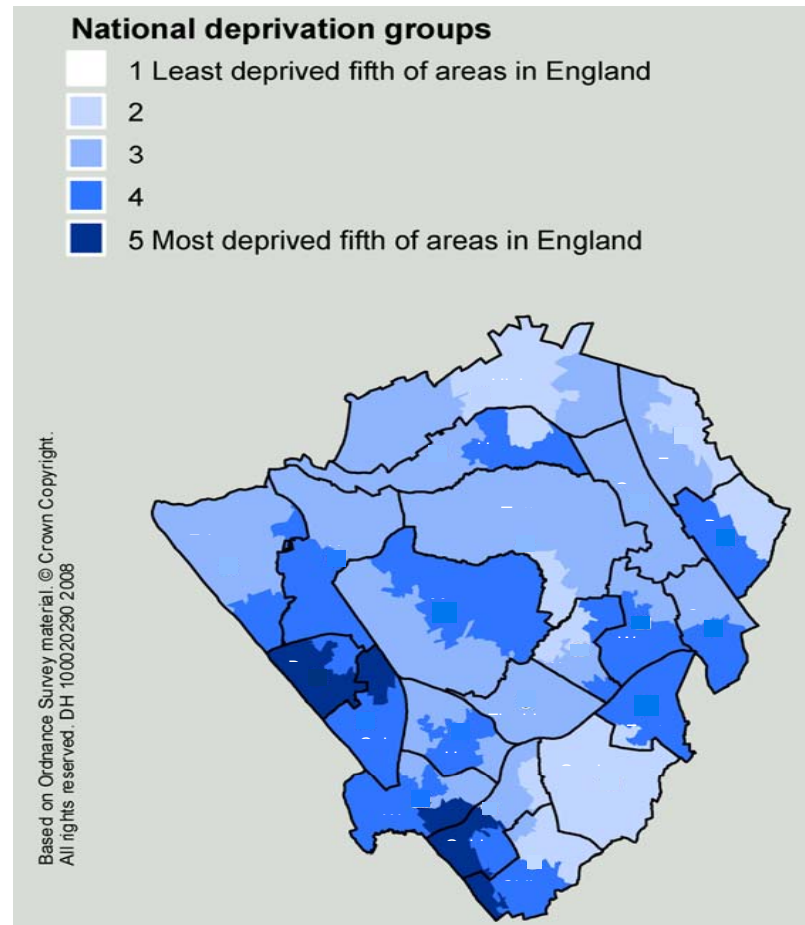 National deprivation groups
1 Least deprived fifth of areas in England
2
3
4
5 Most deprived fifth of areas in England
Based on Ordnance Survey material. © Crown Copyright.
All rights reserved. DH 100020290 2008